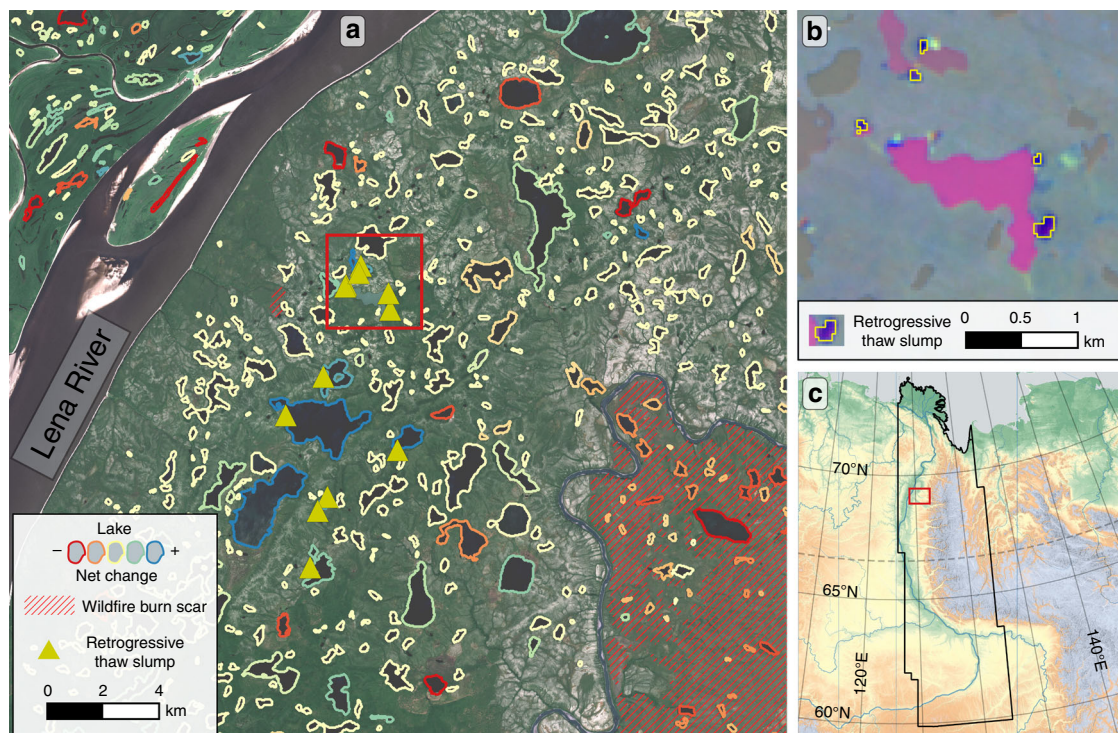 a
Lena River
Lake
− +
Net change
Wildfire burn scar
Retrogressive
thaw slump
0 2 4
km
b
Retrogressive
thaw slump
0 0.5 1
km
c
70°N
65°N
60°N
120°E
140°E